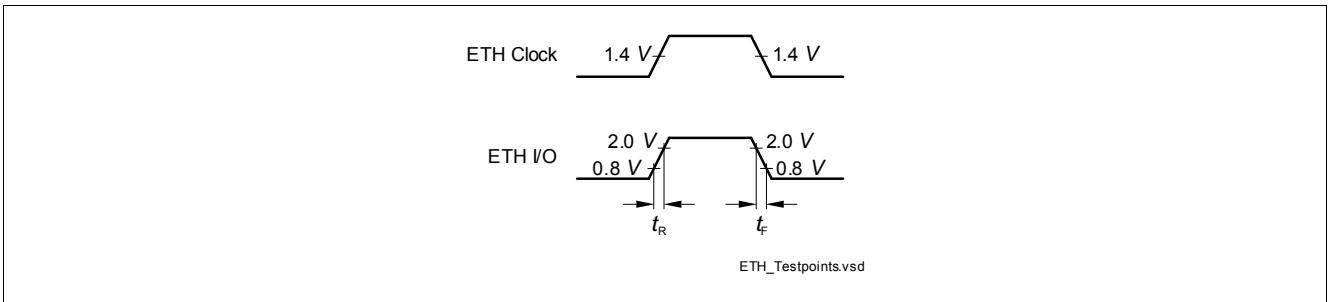 ETH Clock 1.4 V 1.4 V
2.0 V 2.0 V
ETH I/O
0.8 V 0.8 V
tR tF
ETH_Testpoints.vsd